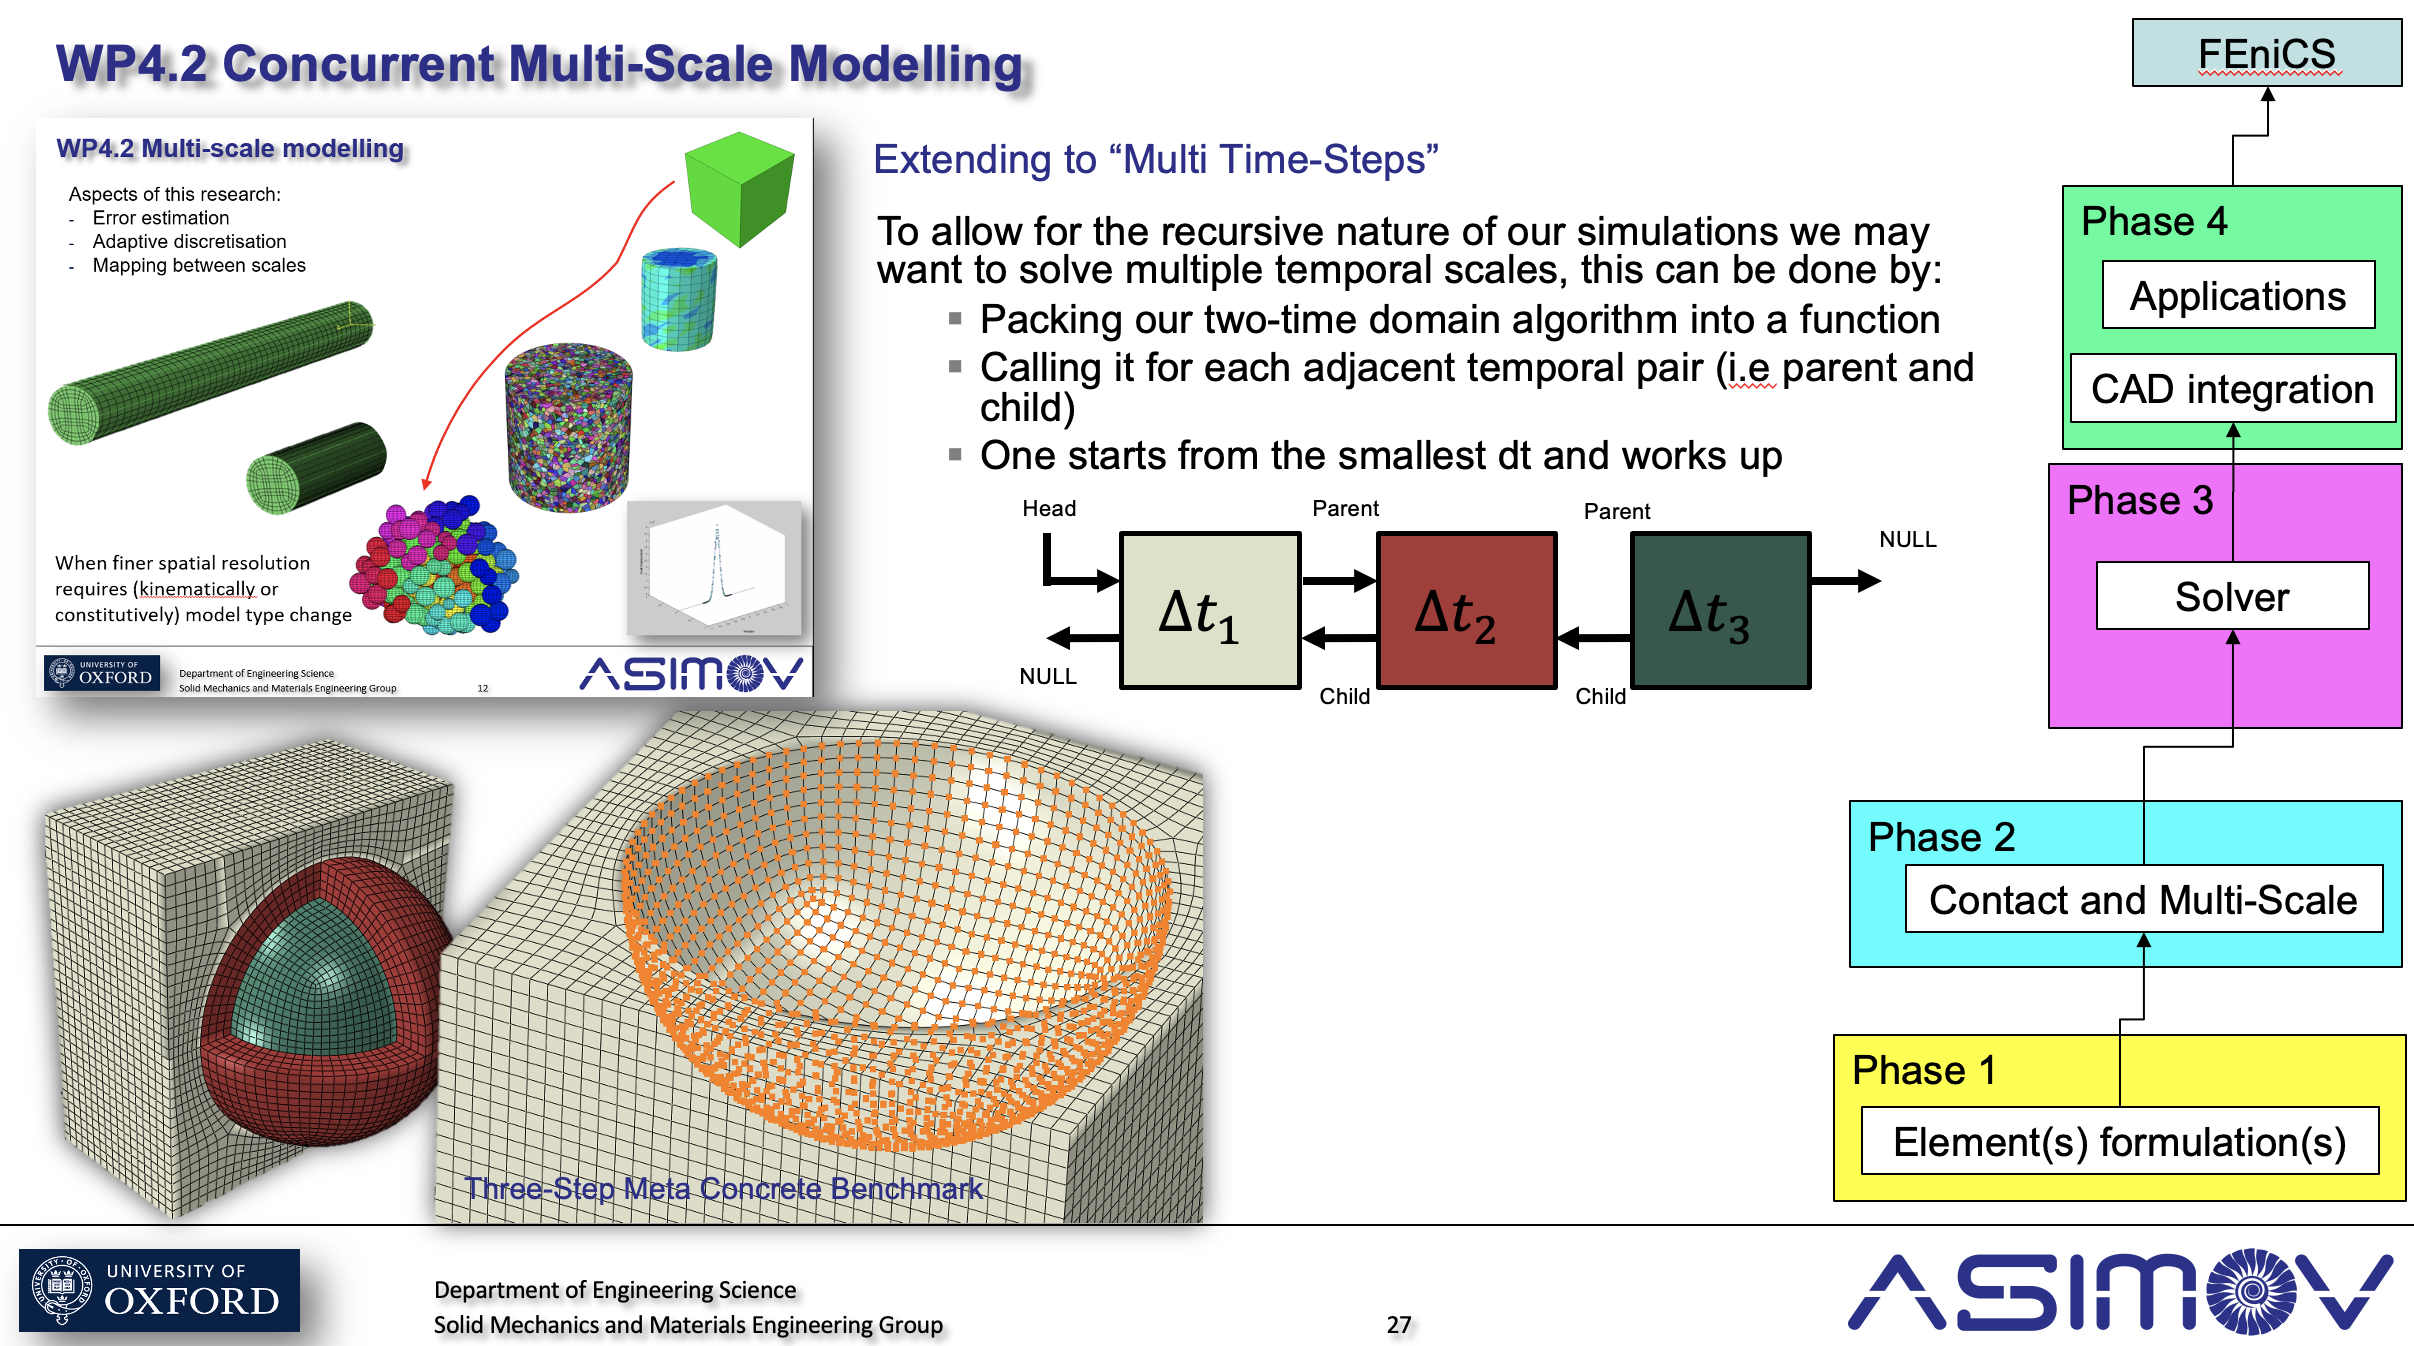 WP4.2 Concurrent Multi-Scale Modelling
WP4.2 Multi-scale modelling
Aspects of this research:
- Error estimation
- Adaptive discretisation
- Mapping between scales
When finer spatial resolution
requires (kinematically or
constitutively) model type change
UNIVERSITY OF
OXFORD
Department of Engineering Science
Solid Mechanics and Materials Engineering Group
12
ASIMOV
Extending to “Multi Time-Steps”
To allow for the recursive nature of our simulations we may
want to solve multiple temporal scales, this can be done by:
▪ Packing our two-time domain algorithm into a function
▪ Calling it for each adjacent temporal pair (i.e parent and
child)
▪ One starts from the smallest dt and works up
Head
Parent
Parent
NULL
Δt₁
Δt₂
Δt₃
NULL
Child
Child
Three-Step Meta Concrete Benchmark
FEniCS
Phase 4
Applications
CAD integration
Phase 3
Solver
Phase 2
Contact and Multi-Scale
Phase 1
Element(s) formulation(s)
UNIVERSITY OF
OXFORD
Department of Engineering Science
Solid Mechanics and Materials Engineering Group
27
ASIMOV